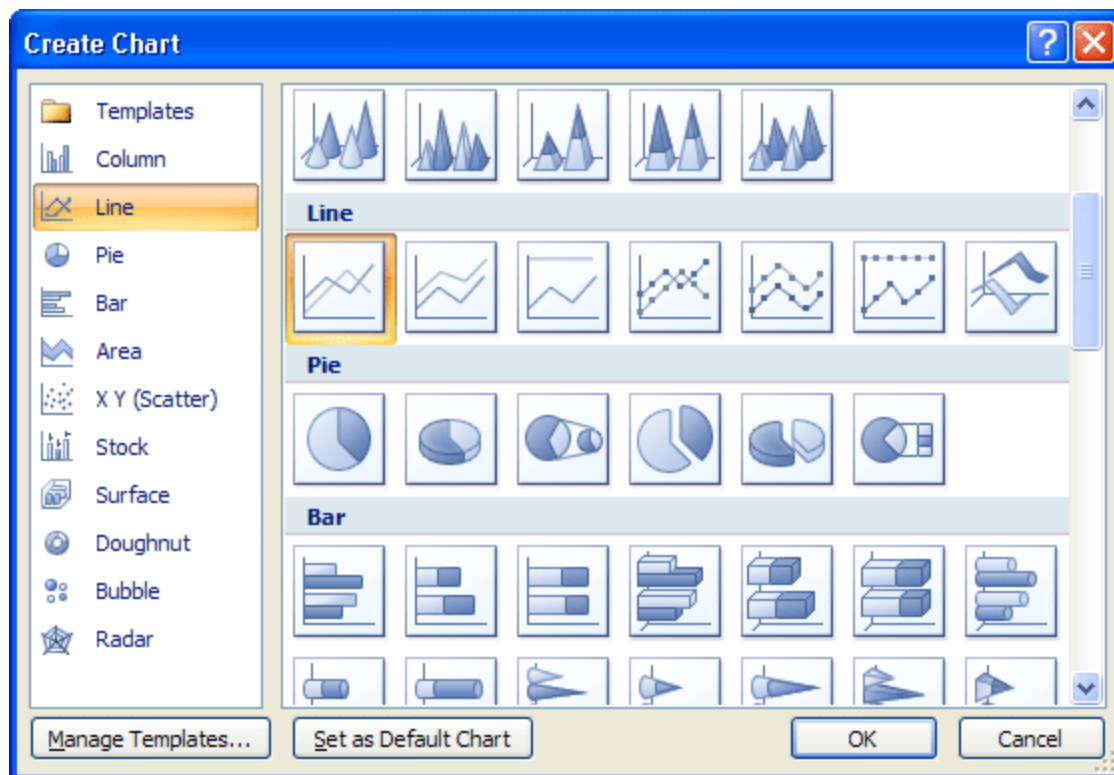 Create Chart
Templates
Column
Line
Pie
Bar
Area
X Y (Scatter)
Stock
Surface
Doughnut
Bubble
Radar
Line
Pie
Bar
Manage Templates...
Set as Default Chart
OK
Cancel